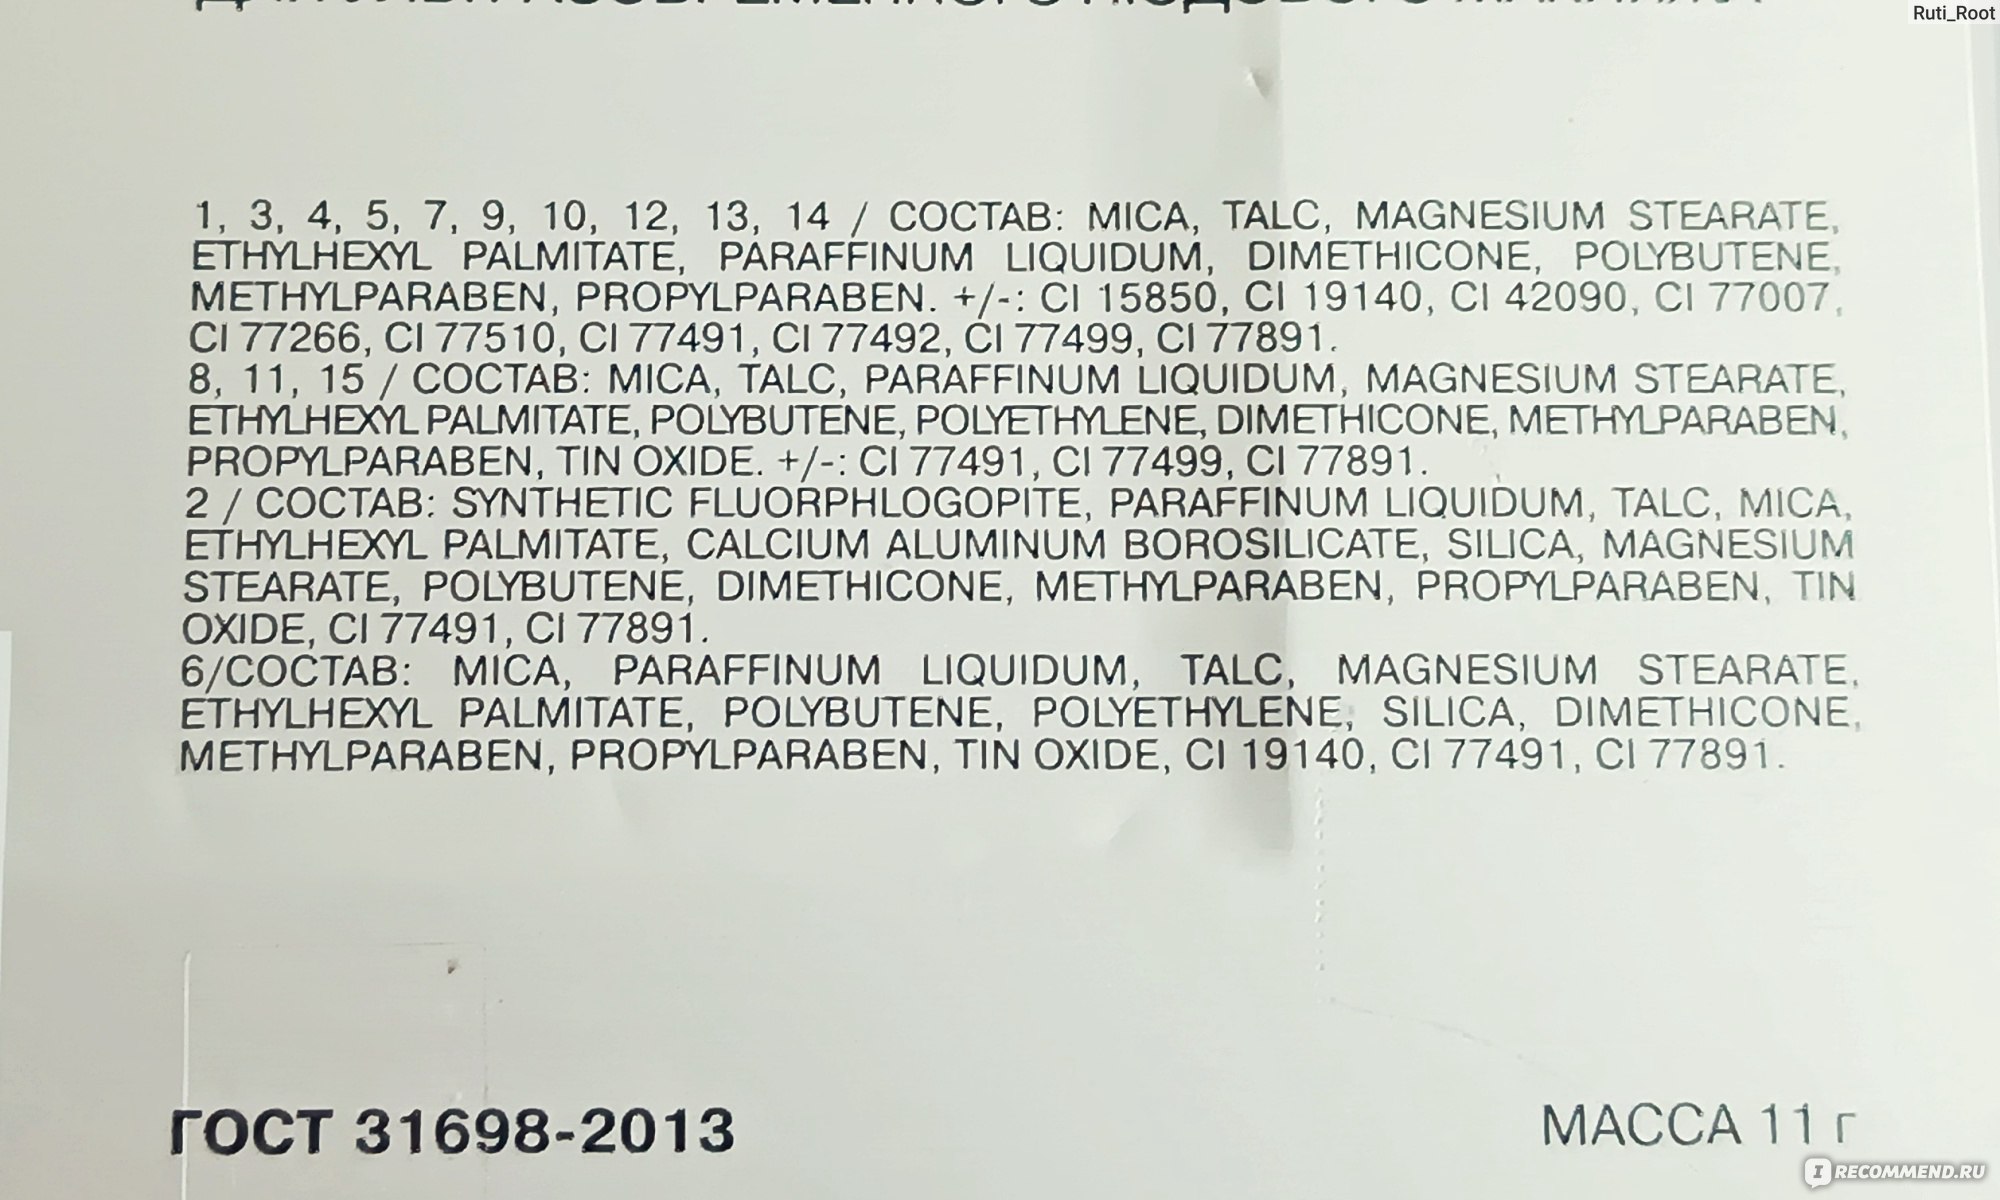 Ruti_Root
1, 3, 4, 5, 7, 9, 10, 12, 13, 14 / СОСТАВ: MICA, TALC, MAGNESIUM STEARATE,
ETHYLHEXYL PALMITATE, PARAFFINUM LIQUIDUM, DIMETHICONE, POLYBUTENE,
METHYLPARABEN, PROPYLPARABEN. +/-: CI 15850, CI 19140, CI 42090, CI 77007,
CI 77266, CI 77510, CI 77491, CI 77492, CI 77499, CI 77891.
8, 11, 15 / СОСТАВ: MICA, TALC, PARAFFINUM LIQUIDUM, MAGNESIUM STEARATE,
ETHYLHEXYL PALMITATE, POLYBUTENE, POLYETHYLENE, DIMETHICONE, METHYLPARABEN,
PROPYLPARABEN, TIN OXIDE. +/-: CI 77491, CI 77499, CI 77891.
2 / СОСТАВ: SYNTHETIC FLUORPHLOGOPITE, PARAFFINUM LIQUIDUM, TALC, MICA,
ETHYLHEXYL PALMITATE, CALCIUM ALUMINUM BOROSILICATE, SILICA, MAGNESIUM
STEARATE, POLYBUTENE, DIMETHICONE, METHYLPARABEN, PROPYLPARABEN, TIN
OXIDE, CI 77491, CI 77891.
6/СОСТАВ: MICA, PARAFFINUM LIQUIDUM, TALC, MAGNESIUM STEARATE,
ETHYLHEXYL PALMITATE, POLYBUTENE, POLYETHYLENE, SILICA, DIMETHICONE,
METHYLPARABEN, PROPYLPARABEN, TIN OXIDE, CI 19140, CI 77491, CI 77891.
ГОСТ 31698-2013
МАССА 11 г
IRECOMMEND.RU